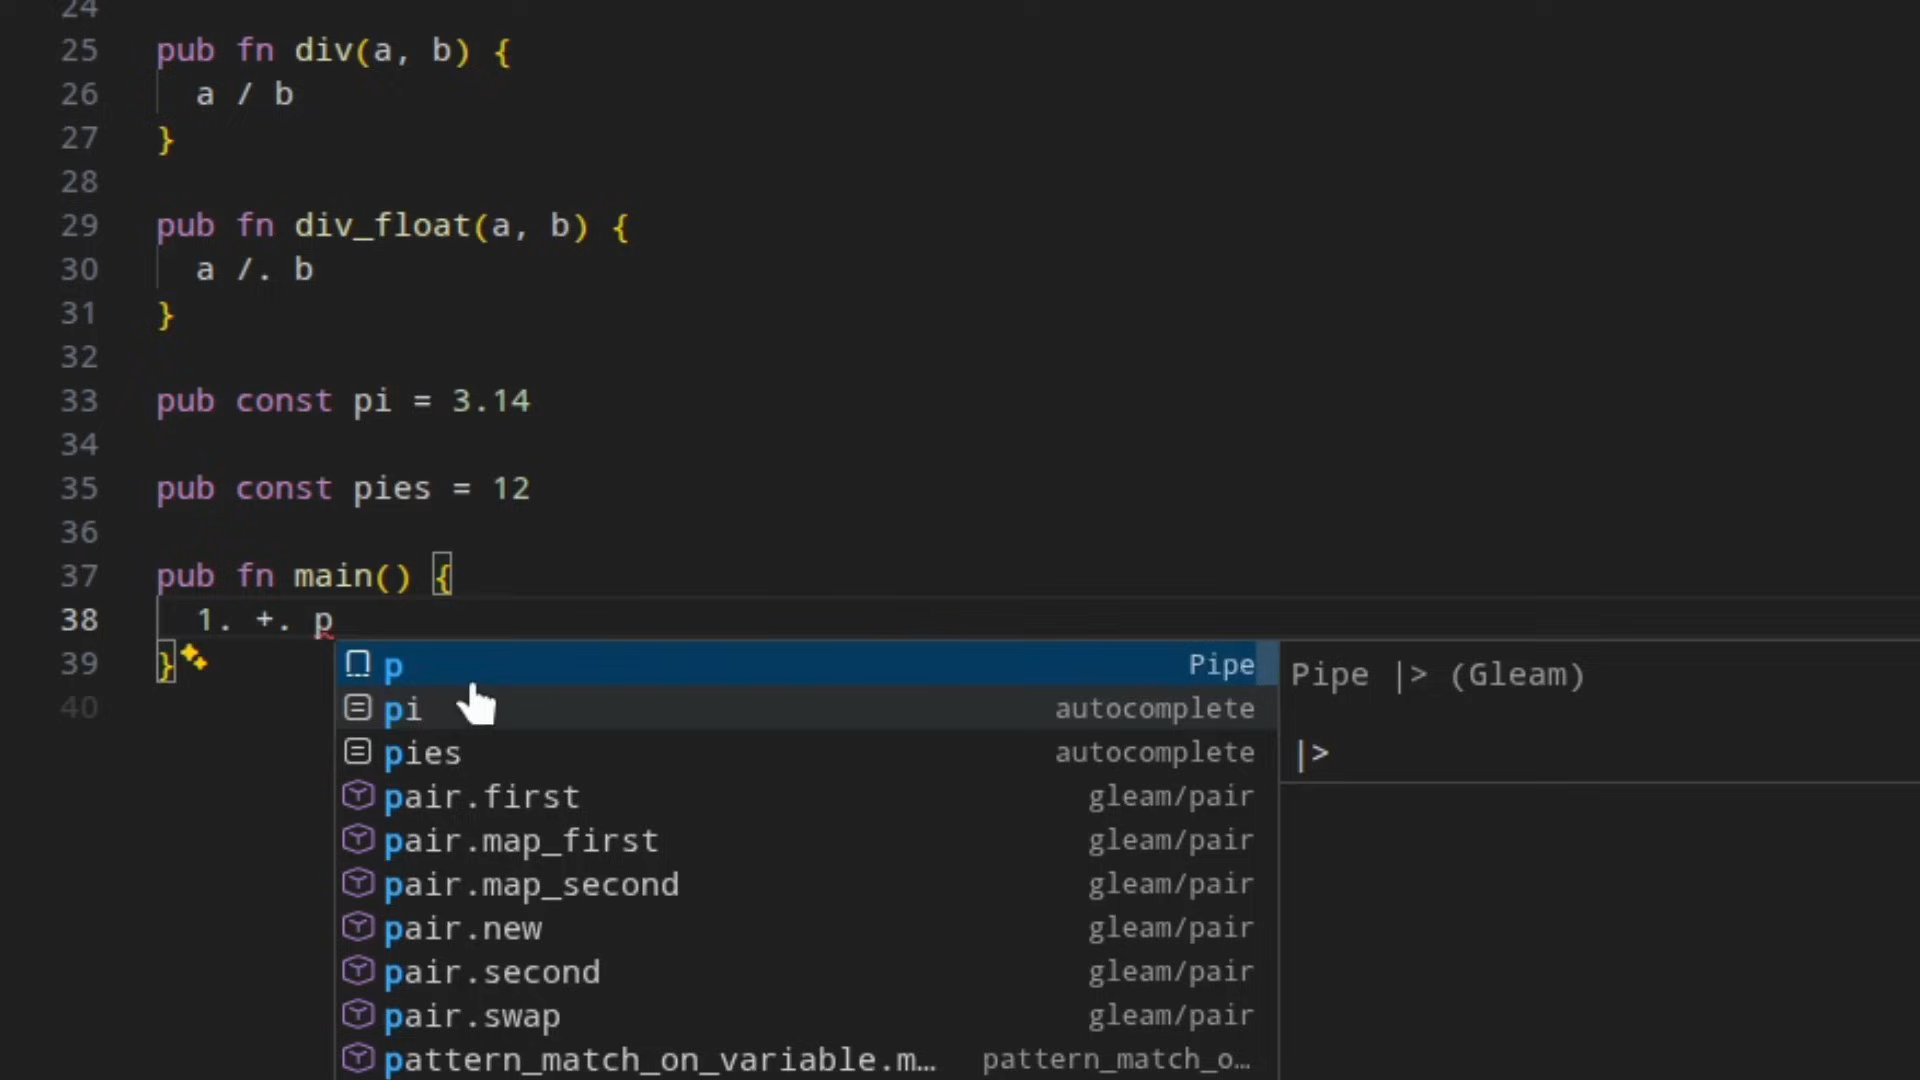 24
25 pub fn div(a, b) {
26 a / b
27 }
28
29 pub fn div_float(a, b) {
30 a /. b
31 }
32
33 pub const pi = 3.14
34
35 pub const pies = 12
36
37 pub fn main() {
38 1. +. p
39 }
40
p Pipe
pi autocomplete
pies autocomplete
pair.first gleam/pair
pair.map_first gleam/pair
pair.map_second gleam/pair
pair.new gleam/pair
pair.second gleam/pair
pair.swap gleam/pair
pattern_match_on_variable.m… pattern_match_o…
Pipe |> (Gleam)
|>